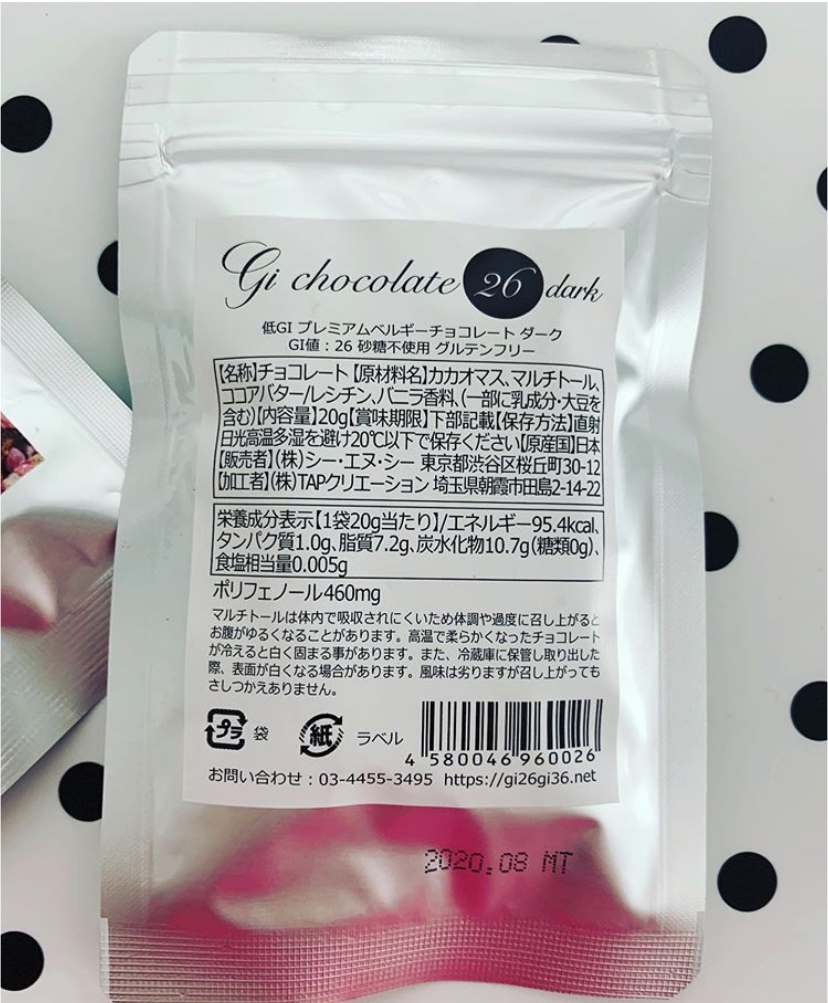 Gi chocolate 26 dark
低GI プレミアムベルギーチョコレート ダーク
GI値：26 砂糖不使用 グルテンフリー
【名称】チョコレート【原材料名】カカオマス、マルチトール、
ココアバター/レシチン、バニラ香料、(一部に乳成分・大豆を
含む)【内容量】20g【賞味期限】下部記載【保存方法】直射
日光高温多湿を避け20℃以下で保存ください【原産国】日本
【販売者】(株)シー・エヌ・シー 東京都渋谷区桜丘町30-12
【加工者】(株)TAPクリエーション 埼玉県朝霞市田島2-14-22
栄養成分表示【1袋20g当たり】/エネルギー95.4kcal、
タンパク質1.0g、脂質7.2g、炭水化物10.7g(糖類0g)、
食塩相当量0.005g
ポリフェノール460mg
マルチトールは体内で吸収されにくいため体調や過度に召し上がると
お腹がゆるくなることがあります。高温で柔らかくなったチョコレート
が冷えると白く固まる事があります。また、冷蔵庫に保管し取り出した
際、表面が白くなる場合があります。風味は劣りますが召し上がっても
さしつかえありません。
プラ 袋 紙 ラベル
4 580046 960026
お問い合わせ：03-4455-3495 https://gi26gi36.net
2020.08 MT